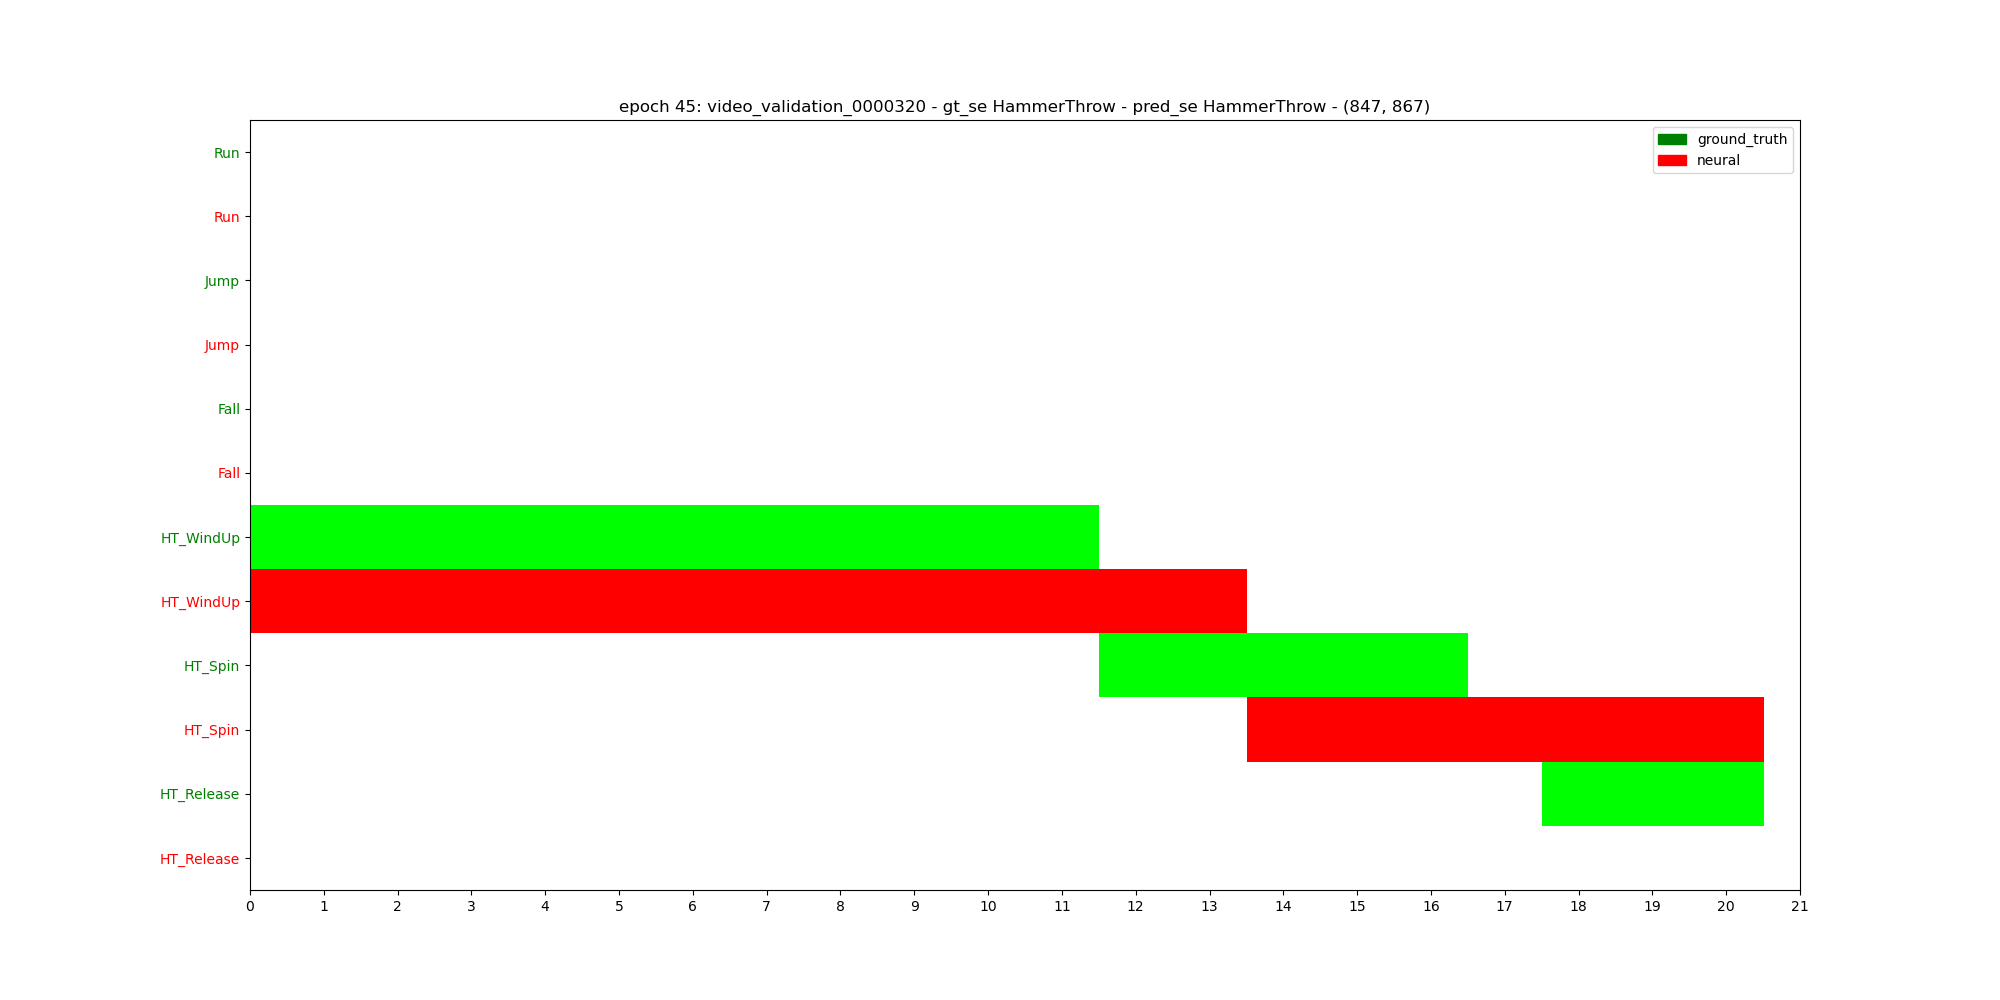 epoch 45: video_validation_0000320 - gt_se HammerThrow - pred_se HammerThrow - (847, 867)
ground_truth
neural
Run
Run
Jump
Jump
Fall
Fall
HT_WindUp
HT_WindUp
HT_Spin
HT_Spin
HT_Release
HT_Release
0 1 2 3 4 5 6 7 8 9 10 11 12 13 14 15 16 17 18 19 20 21